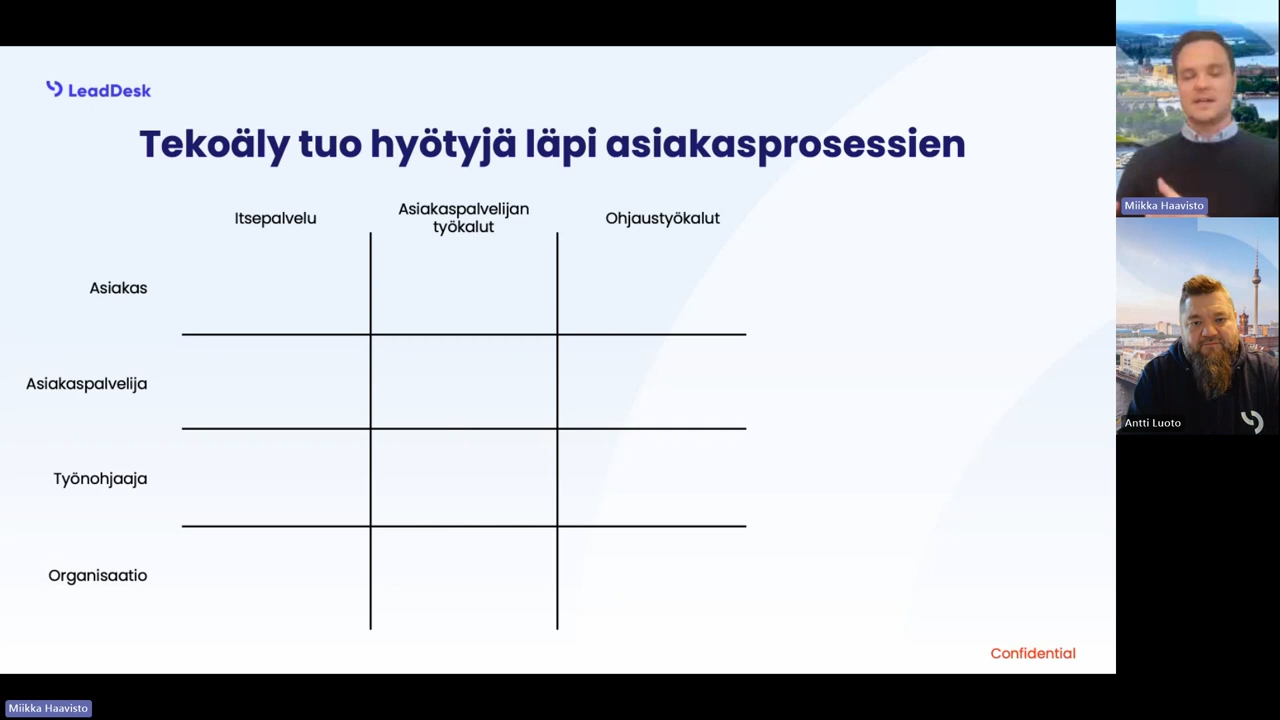 LeadDesk
Tekoäly tuo hyötyjä läpi asiakasprosessien
Itsepalvelu
Asiakaspalvelijan
työkalut
Ohjaustyökalut
Asiakas
Asiakaspalvelija
Työnohjaaja
Organisaatio
Confidential
Miikka Haavisto
Antti Luoto
Miikka Haavisto